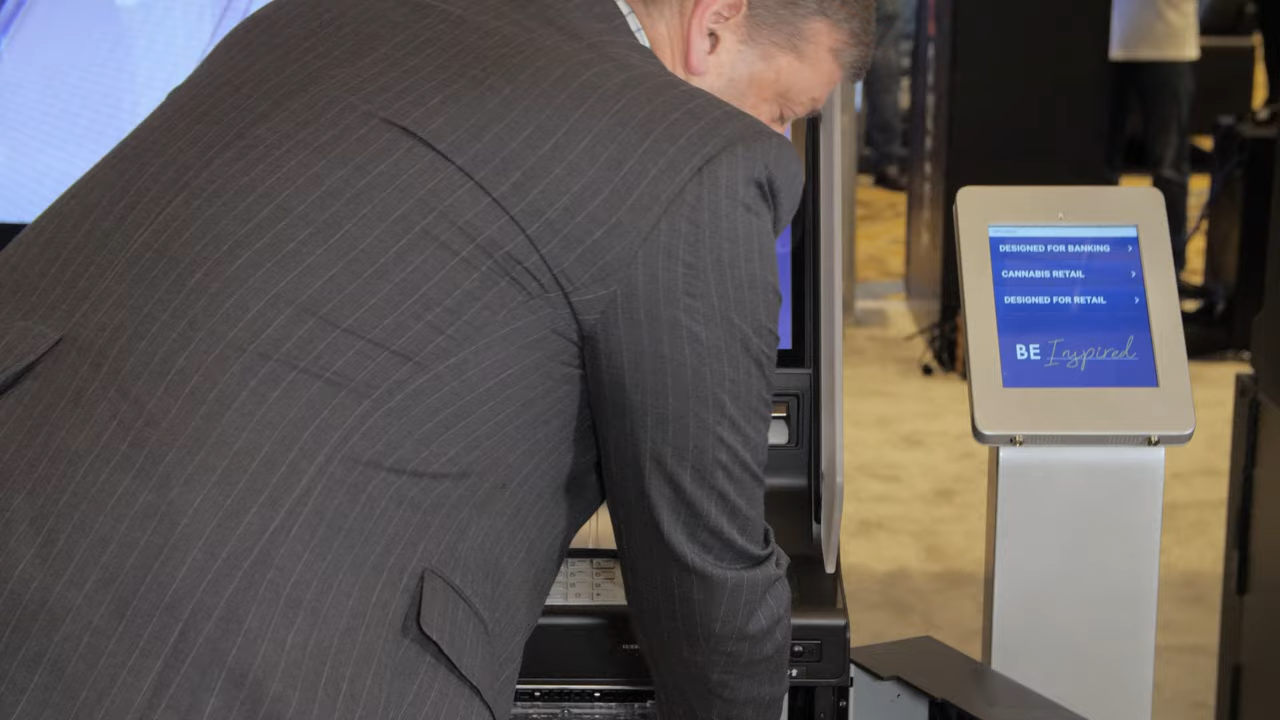 DESIGNED FOR BANKING
CANNABIS RETAIL
DESIGNED FOR RETAIL
BE Inspired